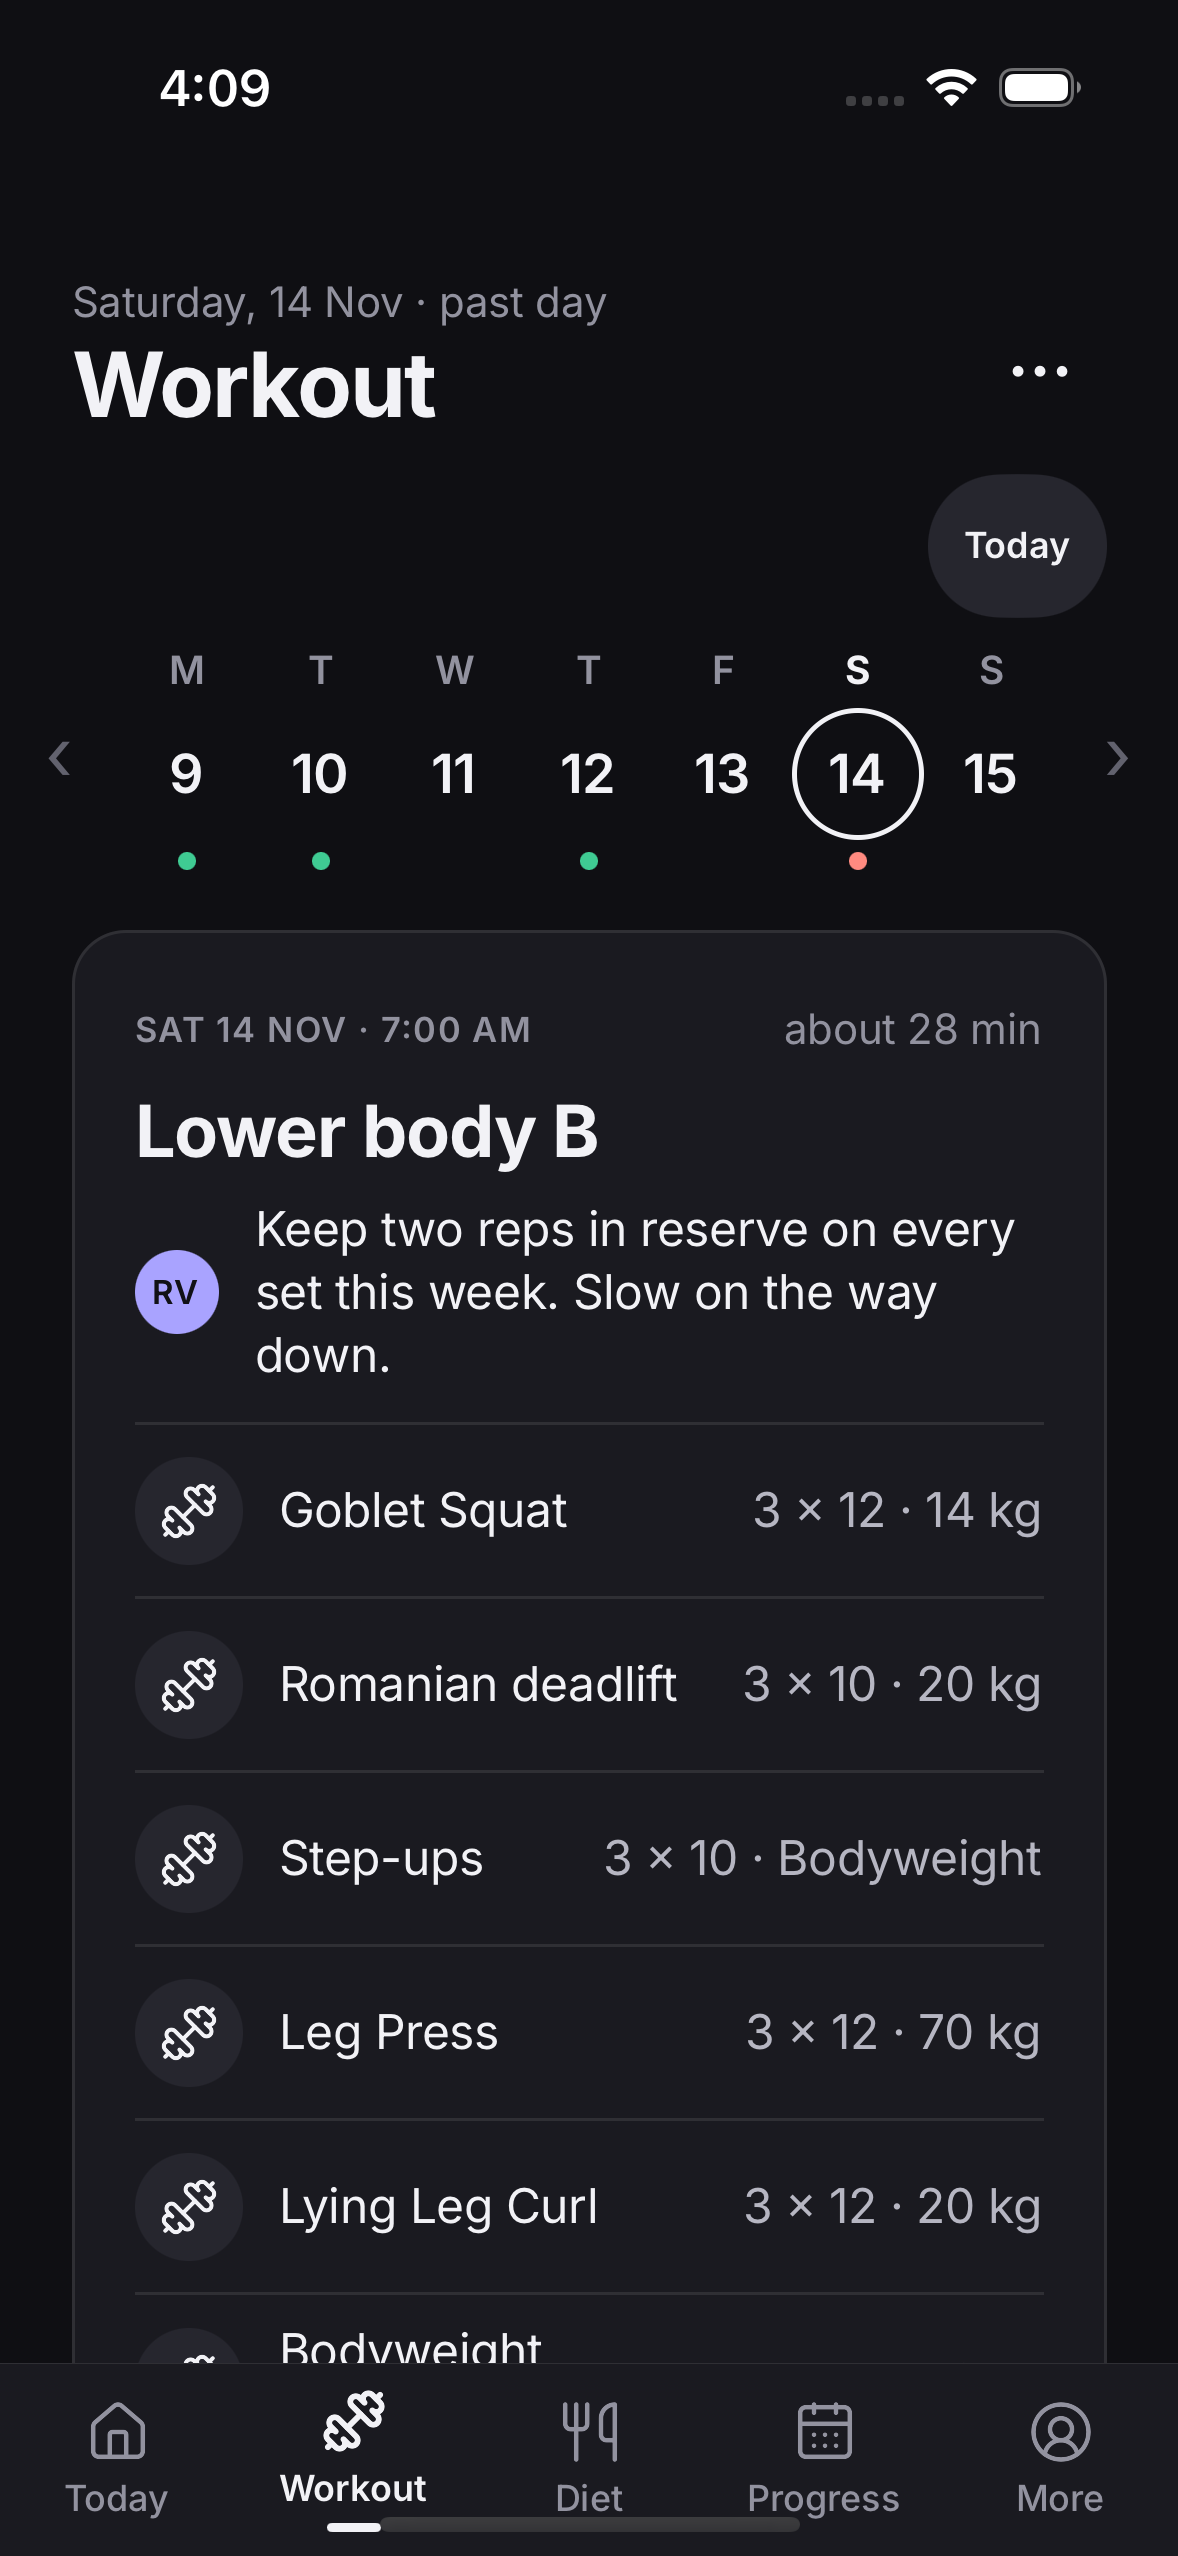 4:09
Saturday, 14 Nov · past day
Workout
Today
M T W T F S S
9 10 11 12 13 14 15
SAT 14 NOV · 7:00 AM about 28 min
Lower body B
RV
Keep two reps in reserve on every
set this week. Slow on the way
down.
Goblet Squat 3 × 12 · 14 kg
Romanian deadlift 3 × 10 · 20 kg
Step-ups 3 × 10 · Bodyweight
Leg Press 3 × 12 · 70 kg
Lying Leg Curl 3 × 12 · 20 kg
Bodyweight
Today Workout Diet Progress More